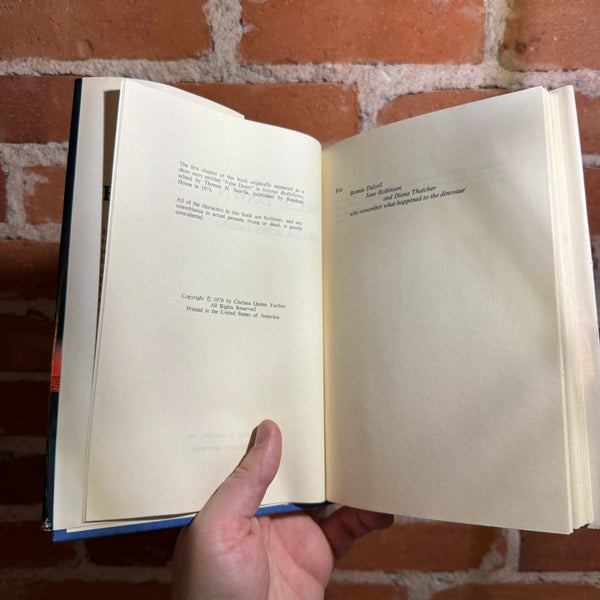 The first chapter of this book originally appeared as a
short story entitled "False Dawn" in Strange Bedfellows,
edited by Thomas N. Scortia, published by Random
House in 1973.
All of the characters in this book are fictitious, and any
resemblance to actual persons, living or dead, is purely
coincidental.
Copyright © 1978 by Chelsea Quinn Yarbro
All Rights Reserved
Printed in the United States of America
For Bonnie Dalzell
Jane Robinson
and Diana Thatcher
who remember what happened to the dinosaur